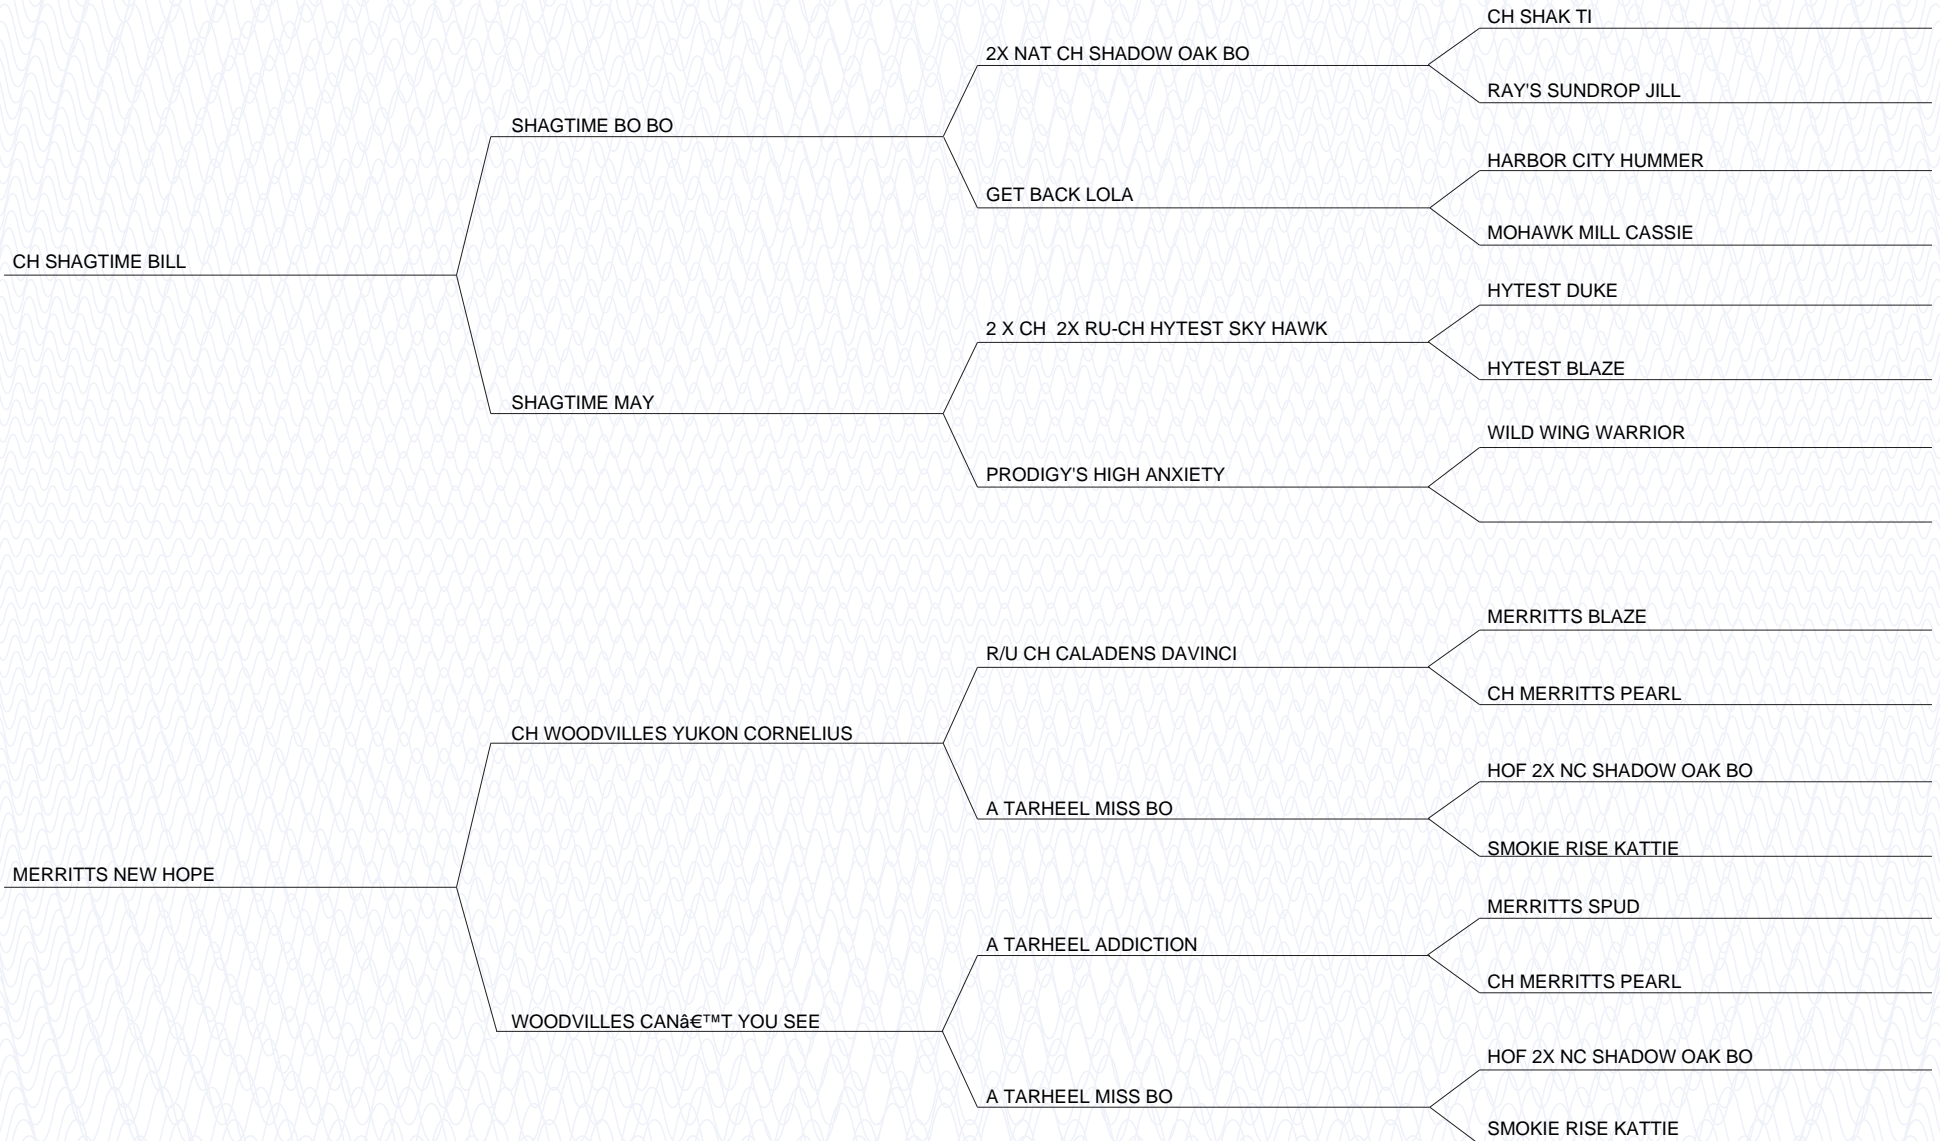 CH SHAK TI
2X NAT CH SHADOW OAK BO
RAY'S SUNDROP JILL
SHAGTIME BO BO
HARBOR CITY HUMMER
GET BACK LOLA
MOHAWK MILL CASSIE
CH SHAGTIME BILL
HYTEST DUKE
2 X CH  2X RU-CH HYTEST SKY HAWK
HYTEST BLAZE
SHAGTIME MAY
WILD WING WARRIOR
PRODIGY'S HIGH ANXIETY
MERRITTS BLAZE
R/U CH CALADENS DAVINCI
CH MERRITTS PEARL
CH WOODVILLES YUKON CORNELIUS
HOF 2X NC SHADOW OAK BO
A TARHEEL MISS BO
SMOKIE RISE KATTIE
MERRITTS NEW HOPE
MERRITTS SPUD
A TARHEEL ADDICTION
CH MERRITTS PEARL
WOODVILLES CANâ€™T YOU SEE
HOF 2X NC SHADOW OAK BO
A TARHEEL MISS BO
SMOKIE RISE KATTIE